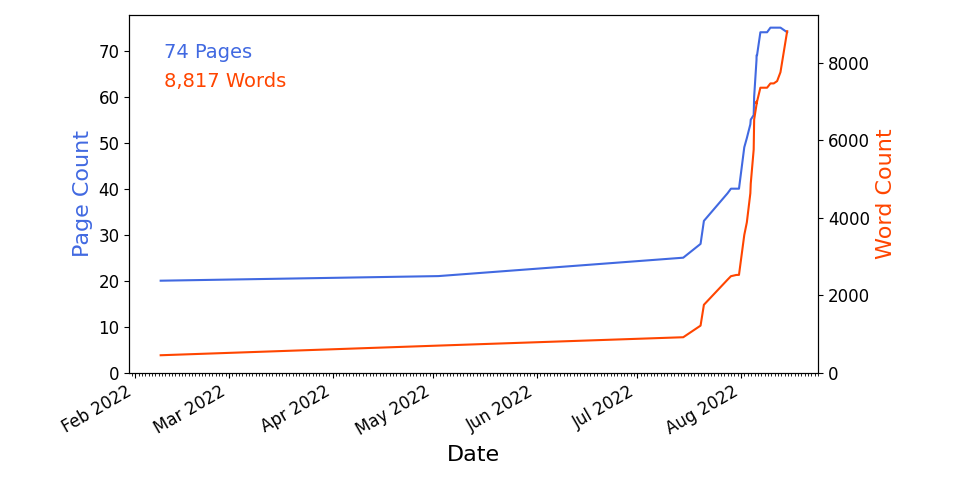 74 Pages
8,817 Words
Page Count
70
60
50
40
30
20
10
0
8000
6000
4000
2000
0
Word Count
Feb 2022
Mar 2022
Apr 2022
May 2022
Jun 2022
Jul 2022
Aug 2022
Date